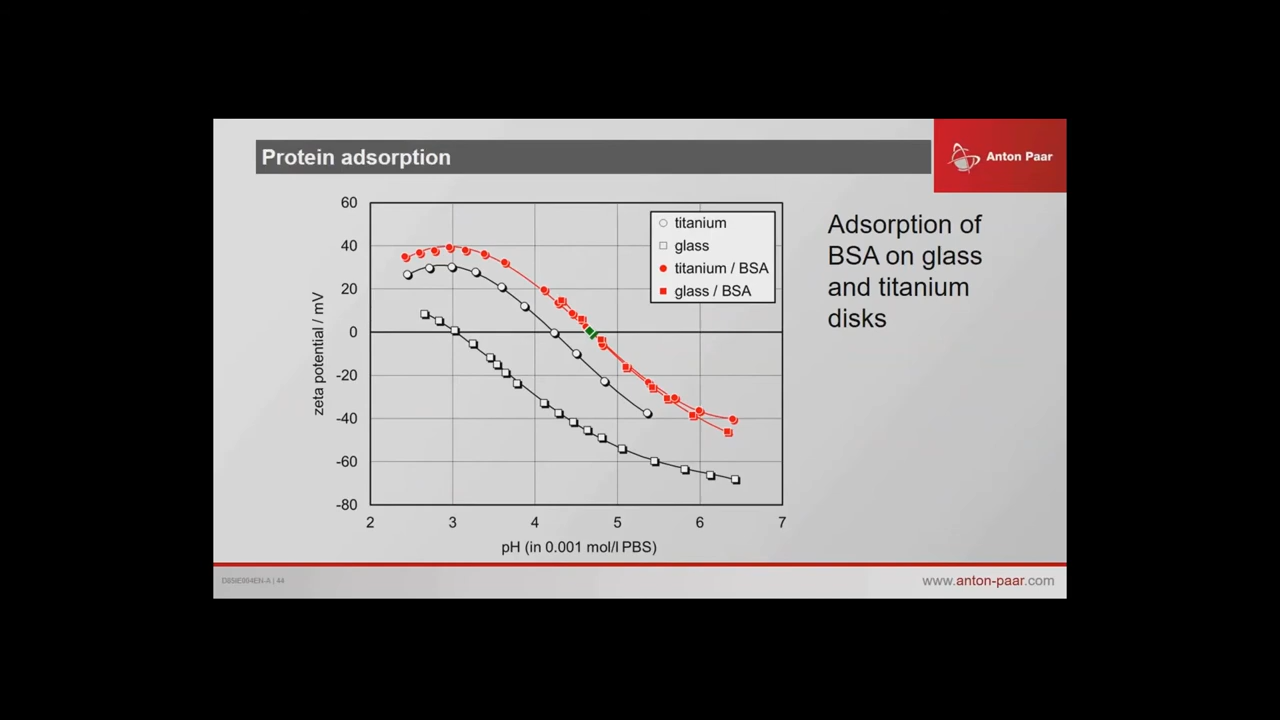 Protein adsorption
Anton Paar
60
40
20
0
-20
-40
-60
-80
2 3 4 5 6 7
zeta potential / mV
pH (in 0.001 mol/l PBS)
titanium
glass
titanium / BSA
glass / BSA
Adsorption of
BSA on glass
and titanium
disks
www.anton-paar.com